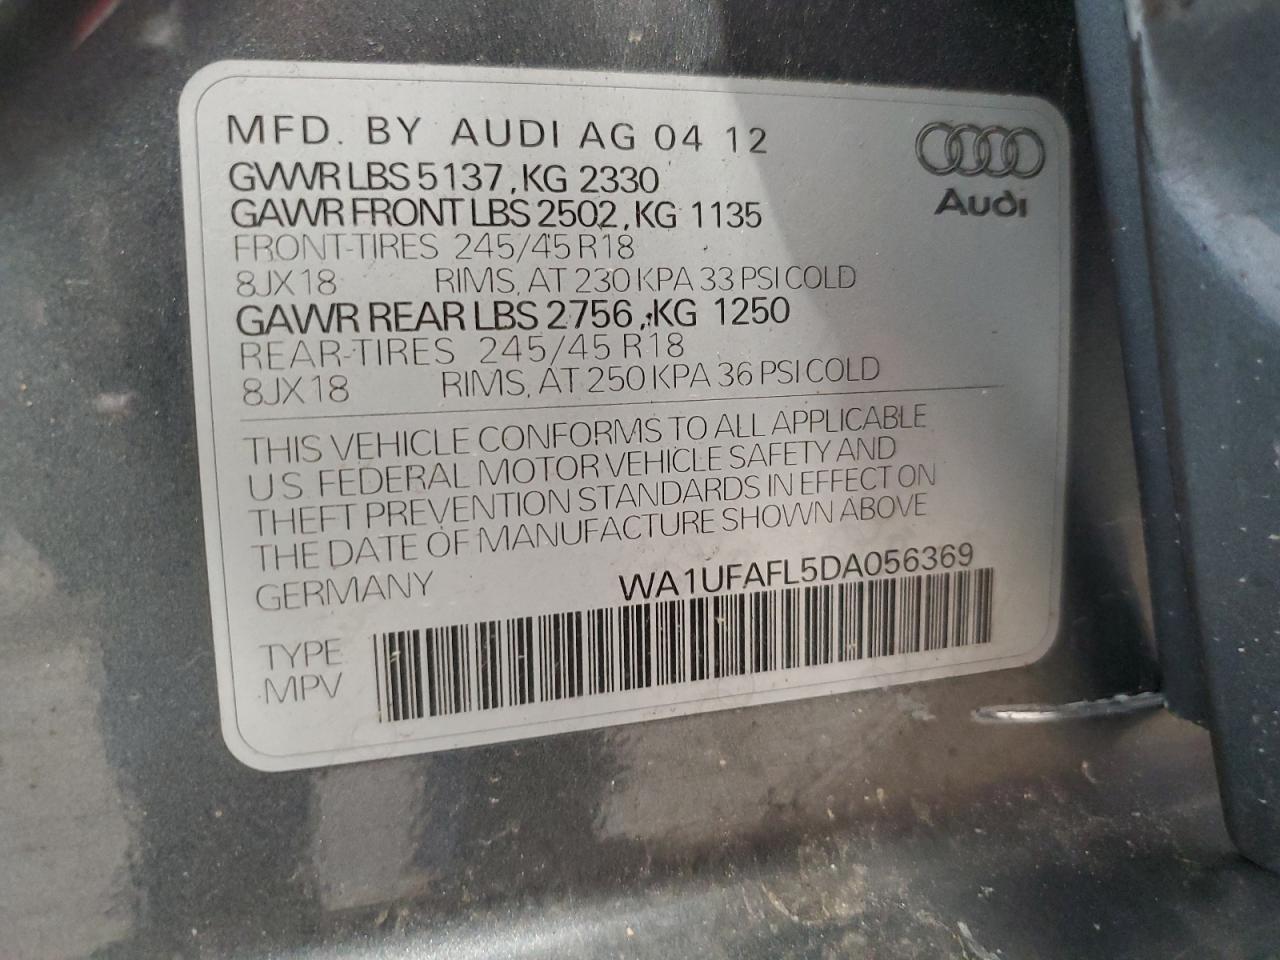 MFD. BY AUDI AG 04 12
GVWR LBS 5137, KG 2330
GAWR FRONT LBS 2502, KG 1135
FRONT-TIRES 245/45 R18
8JX18 RIMS, AT 230 KPA 33 PSI COLD
GAWR REAR LBS 2756, KG 1250
REAR-TIRES 245/45 R18
8JX18 RIMS, AT 250 KPA 36 PSI COLD
Audi
THIS VEHICLE CONFORMS TO ALL APPLICABLE
U.S. FEDERAL MOTOR VEHICLE SAFETY AND
THEFT PREVENTION STANDARDS IN EFFECT ON
THE DATE OF MANUFACTURE SHOWN ABOVE
GERMANY WA1UFAFL5DA056369
TYPE
MPV